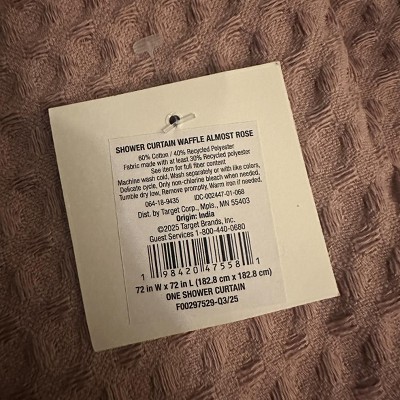 SHOWER CURTAIN WAFFLE ALMOST ROSE
60% Cotton / 40% Recycled Polyester
Fabric made with at least 30% Recycled polyester
See item for full fiber content
Machine wash cold, Wash separately or with like colors,
Delicate cycle, Only non-chlorine bleach when needed,
Tumble dry low, Remove promptly, Warm iron if needed.
064-18-9435 IDC-002447-01-068
Dist. by Target Corp., Mpls., MN 55403
Origin: India
©2025 Target Brands, Inc.
Guest Services 1-800-440-0680
1 98420 47558 1
72 in W x 72 in L (182.8 cm x 182.8 cm)
ONE SHOWER CURTAIN
F00297529-Q3/25